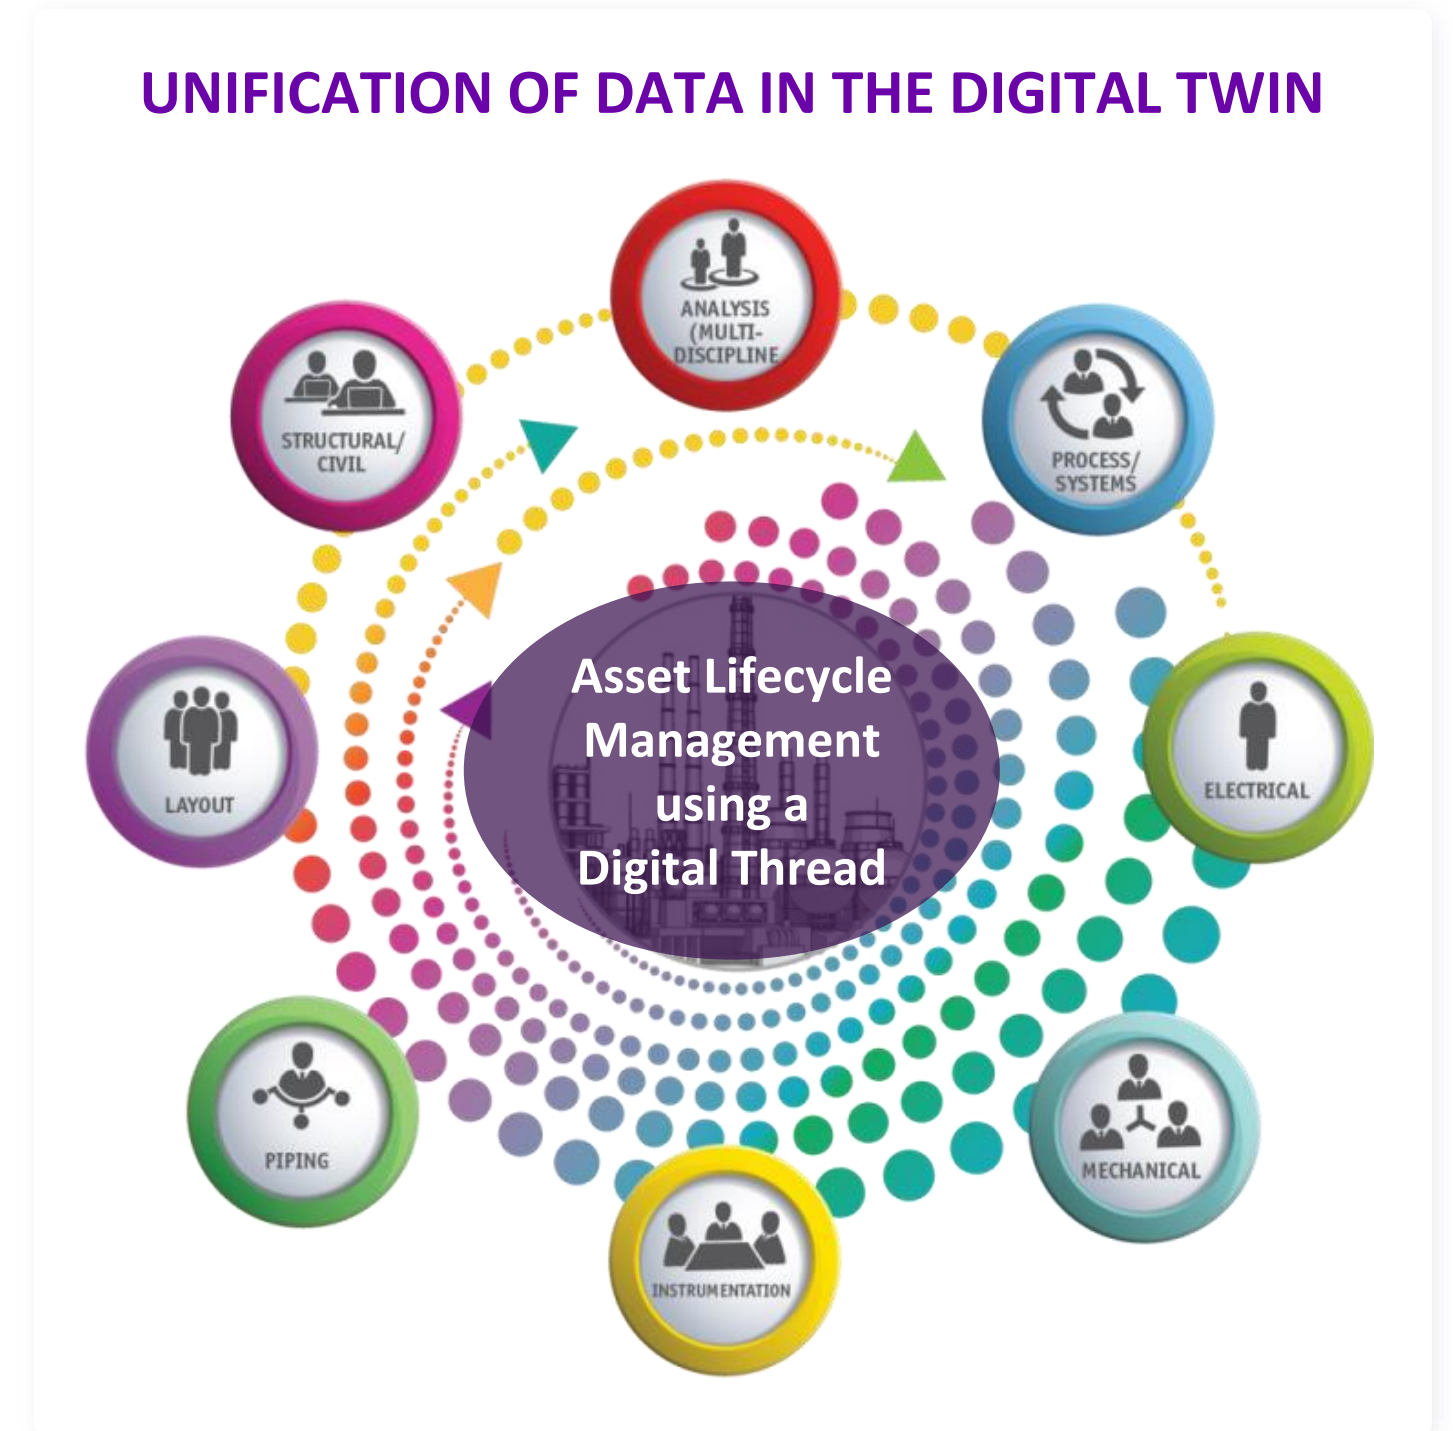 UNIFICATION OF DATA IN THE DIGITAL TWIN
ANALYSIS
(MULTI-
DISCIPLINE
PROCESS/
SYSTEMS
ELECTRICAL
MECHANICAL
INSTRUMENTATION
PIPING
LAYOUT
STRUCTURAL/
CIVIL
Asset Lifecycle
Management
using a
Digital Thread